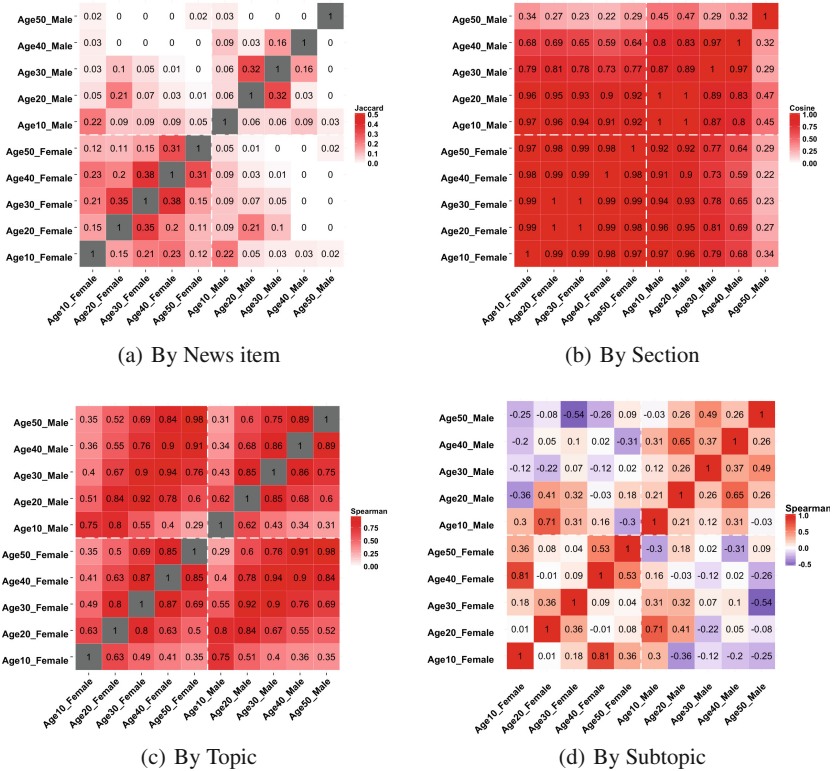 Age50_Male 0.02 0 0 0 0.02 0.03 0 0 0 1
Age40_Male 0.03 0 0 0 0 0.09 0.03 0.16 1 0
Age30_Male 0.03 0.1 0.05 0.01 0 0.06 0.32 1 0.16 0
Age20_Male 0.05 0.21 0.07 0.03 0.01 0.06 1 0.32 0.03 0
Age10_Male 0.22 0.09 0.09 0.09 0.05 1 0.06 0.06 0.09 0.03
Age50_Female 0.12 0.11 0.15 0.31 1 0.05 0.01 0 0 0.02
Age40_Female 0.23 0.2 0.38 1 0.31 0.09 0.03 0.01 0 0
Age30_Female 0.21 0.35 1 0.38 0.15 0.09 0.07 0.05 0 0
Age20_Female 0.15 1 0.35 0.2 0.11 0.09 0.21 0.1 0 0
Age10_Female 1 0.15 0.21 0.23 0.12 0.22 0.05 0.03 0.03 0.02
Age10_Female Age20_Female Age30_Female Age40_Female Age50_Female Age10_Male Age20_Male Age30_Male Age40_Male Age50_Male
Jaccard
0.5
0.4
0.3
0.2
0.1
0.0
(a) By News item
Age50_Male 0.34 0.27 0.23 0.22 0.29 0.45 0.47 0.29 0.32 1
Age40_Male 0.68 0.69 0.65 0.59 0.64 0.8 0.83 0.97 1 0.32
Age30_Male 0.79 0.81 0.78 0.73 0.77 0.87 0.89 1 0.97 0.29
Age20_Male 0.96 0.95 0.93 0.9 0.92 1 1 0.89 0.83 0.47
Age10_Male 0.97 0.96 0.94 0.91 0.92 1 1 0.87 0.8 0.45
Age50_Female 0.97 0.98 0.99 0.98 1 0.92 0.92 0.77 0.64 0.29
Age40_Female 0.98 0.99 0.99 1 0.98 0.91 0.9 0.73 0.59 0.22
Age30_Female 0.99 1 1 0.99 0.99 0.94 0.93 0.78 0.65 0.23
Age20_Female 0.99 1 1 0.99 0.98 0.96 0.95 0.81 0.69 0.27
Age10_Female 1 0.99 0.99 0.98 0.97 0.97 0.96 0.79 0.68 0.34
Age10_Female Age20_Female Age30_Female Age40_Female Age50_Female Age10_Male Age20_Male Age30_Male Age40_Male Age50_Male
Cosine
1.00
0.75
0.50
0.25
0.00
(b) By Section
Age50_Male 0.35 0.52 0.69 0.84 0.98 0.31 0.6 0.75 0.89 1
Age40_Male 0.36 0.55 0.76 0.9 0.91 0.34 0.68 0.86 1 0.89
Age30_Male 0.4 0.67 0.9 0.94 0.76 0.43 0.85 1 0.86 0.75
Age20_Male 0.51 0.84 0.92 0.78 0.6 0.62 1 0.85 0.68 0.6
Age10_Male 0.75 0.8 0.55 0.4 0.29 1 0.62 0.43 0.34 0.31
Age50_Female 0.35 0.5 0.69 0.85 1 0.29 0.6 0.76 0.91 0.98
Age40_Female 0.41 0.63 0.87 1 0.85 0.4 0.78 0.94 0.9 0.84
Age30_Female 0.49 0.8 1 0.87 0.69 0.55 0.92 0.9 0.76 0.69
Age20_Female 0.63 1 0.8 0.63 0.5 0.8 0.84 0.67 0.55 0.52
Age10_Female 1 0.63 0.49 0.41 0.35 0.75 0.51 0.4 0.36 0.35
Age10_Female Age20_Female Age30_Female Age40_Female Age50_Female Age10_Male Age20_Male Age30_Male Age40_Male Age50_Male
Spearman
0.75
0.50
0.25
0.00
(c) By Topic
Age50_Male -0.25 -0.08 -0.54 -0.26 0.09 -0.03 0.26 0.49 0.26 1
Age40_Male -0.2 0.05 0.1 0.02 -0.31 0.31 0.65 0.37 1 0.26
Age30_Male -0.12 -0.22 0.07 -0.12 0.02 0.12 0.26 1 0.37 0.49
Age20_Male -0.36 0.41 0.32 -0.03 0.18 0.21 1 0.26 0.65 0.26
Age10_Male 0.3 0.71 0.31 0.16 -0.3 1 0.21 0.12 0.31 -0.03
Age50_Female 0.36 0.08 0.04 0.53 1 -0.3 0.18 0.02 -0.31 0.09
Age40_Female 0.81 -0.01 0.09 1 0.53 0.16 -0.03 -0.12 0.02 -0.26
Age30_Female 0.18 0.36 1 0.09 0.04 0.31 0.32 0.07 0.1 -0.54
Age20_Female 0.01 1 0.36 -0.01 0.08 0.71 0.41 -0.22 0.05 -0.08
Age10_Female 1 0.01 0.18 0.81 0.36 0.3 -0.36 -0.12 -0.2 -0.25
Age10_Female Age20_Female Age30_Female Age40_Female Age50_Female Age10_Male Age20_Male Age30_Male Age40_Male Age50_Male
Spearman
1.0
0.5
0.0
-0.5
(d) By Subtopic